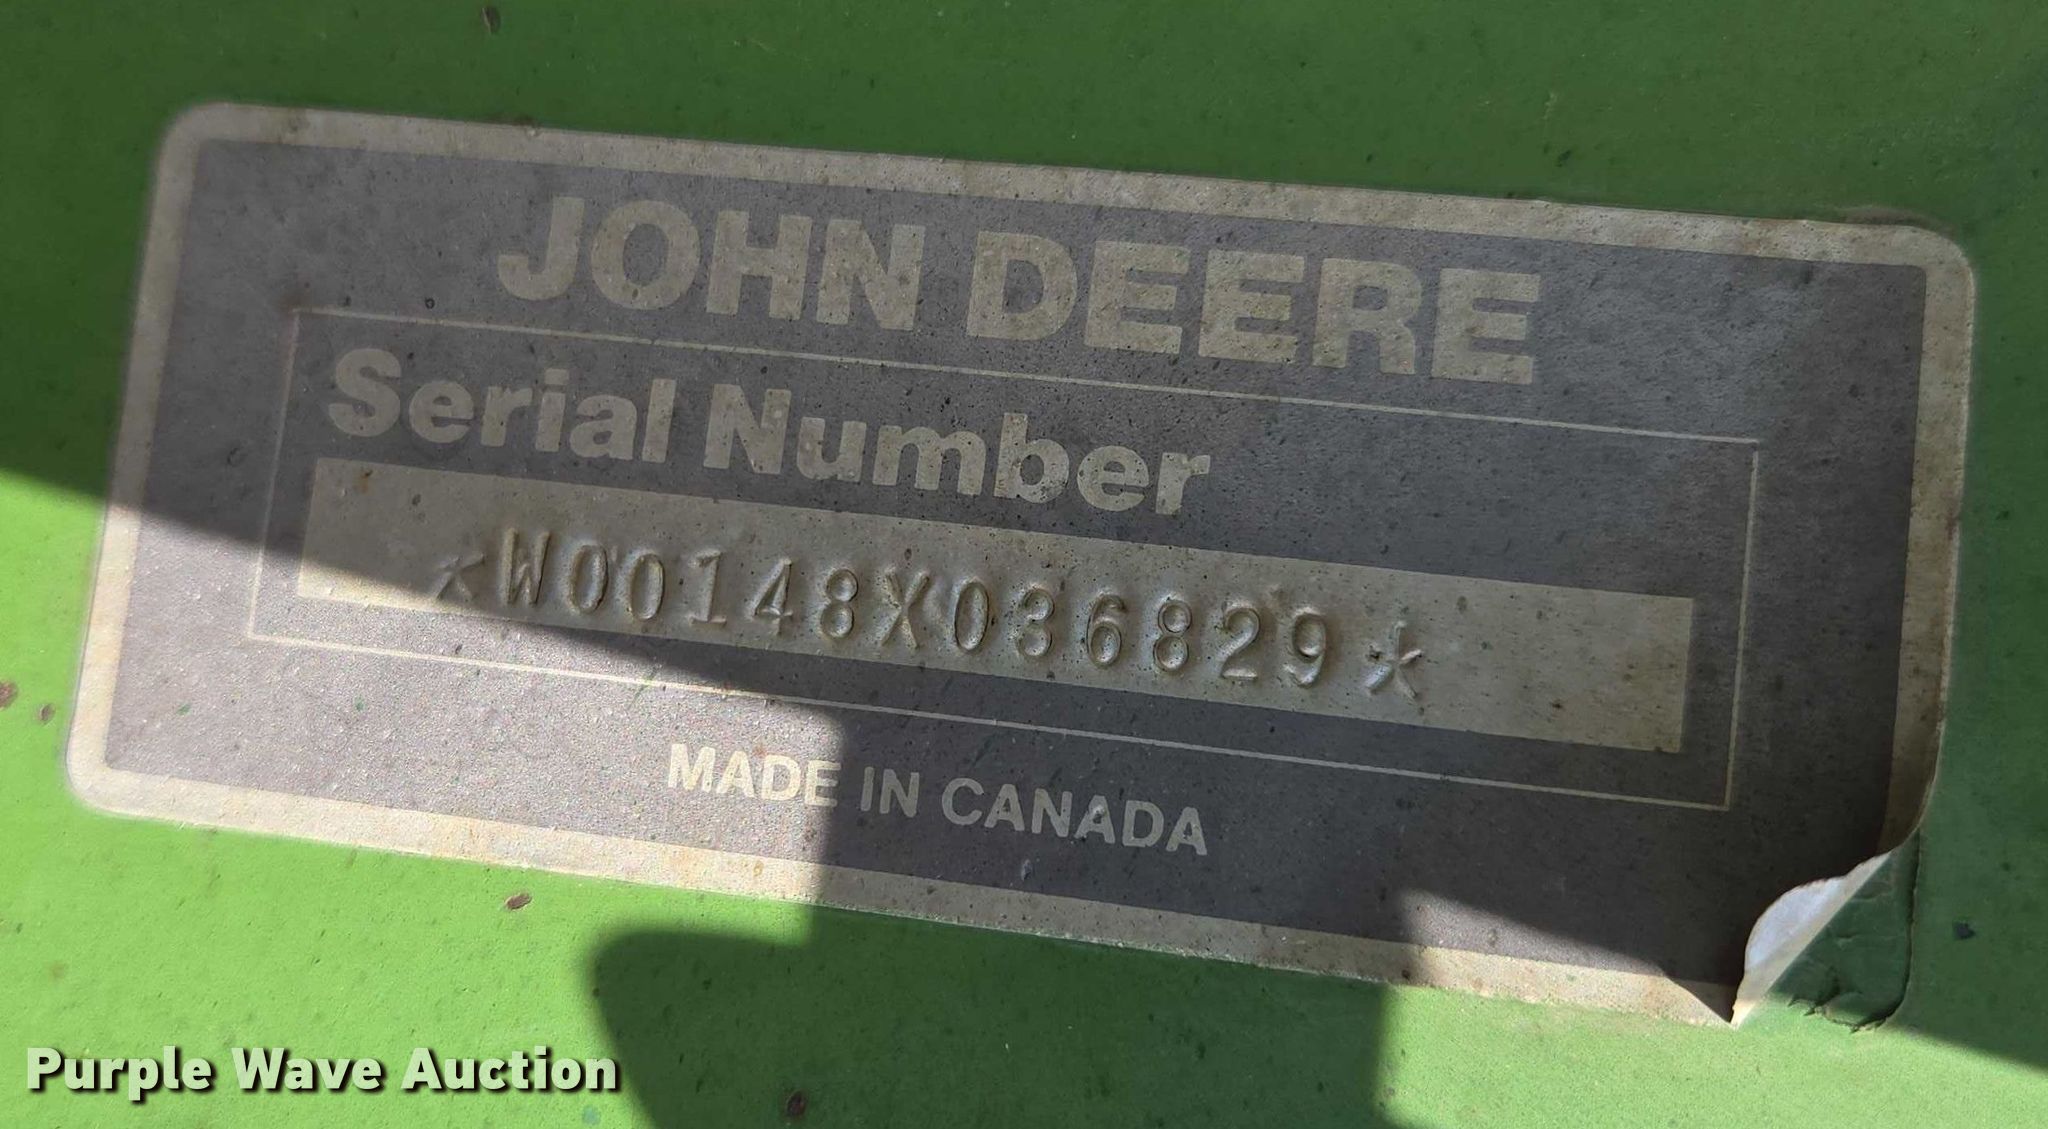 JOHN DEERE
Serial Number
*W00148X036829*
MADE IN CANADA
Purple Wave Auction